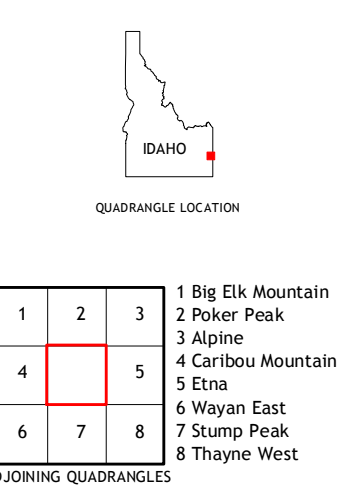 IDAHO
QUADRANGLE LOCATION
1 2 3
4 5
6 7 8
1 Big Elk Mountain
2 Poker Peak
3 Alpine
4 Caribou Mountain
5 Etna
6 Wayan East
7 Stump Peak
8 Thayne West
DJOINING QUADRANGLES